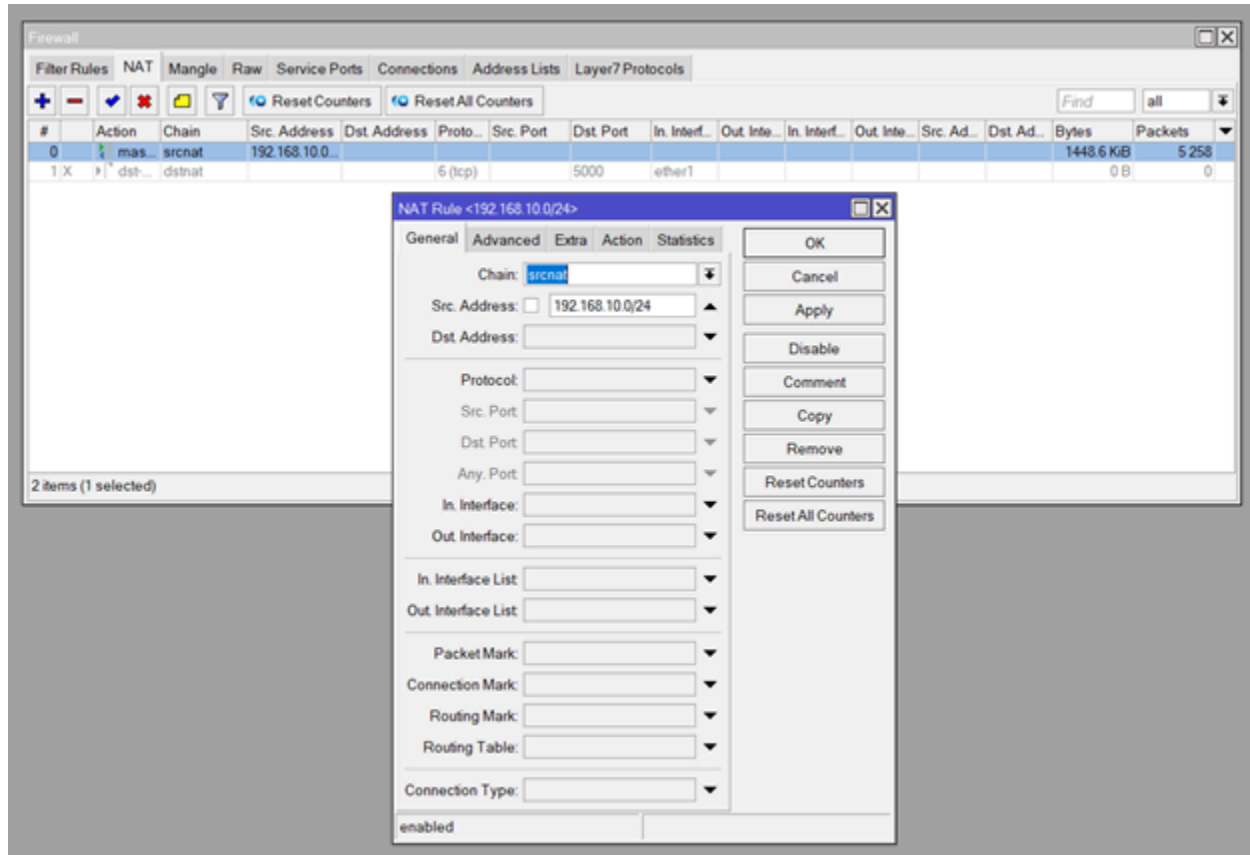 Firewall
Filter Rules NAT Mangle Raw Service Ports Connections Address Lists Layer7 Protocols
Reset Counters Reset All Counters Find all
# Action Chain Src. Address Dst. Address Proto... Src. Port Dst. Port In. Interf... Out. Inte... In. Interf... Out. Inte... Src. Ad... Dst. Ad... Bytes Packets
0 mas... srcnat 192.168.10.0... 1448.6 KiB 5 258
1 X dst-... dstnat 6 (tcp) 5000 ether1 0 B 0
NAT Rule <192.168.10.0/24>
General Advanced Extra Action Statistics
OK
Chain: srcnat
Cancel
Src. Address: 192.168.10.0/24
Apply
Dst. Address:
Disable
Protocol:
Comment
Src. Port:
Copy
Dst. Port:
Remove
Any. Port:
Reset Counters
In. Interface:
Reset All Counters
Out. Interface:
In. Interface List:
Out. Interface List:
Packet Mark:
Connection Mark:
Routing Mark:
Routing Table:
Connection Type:
enabled
2 items (1 selected)